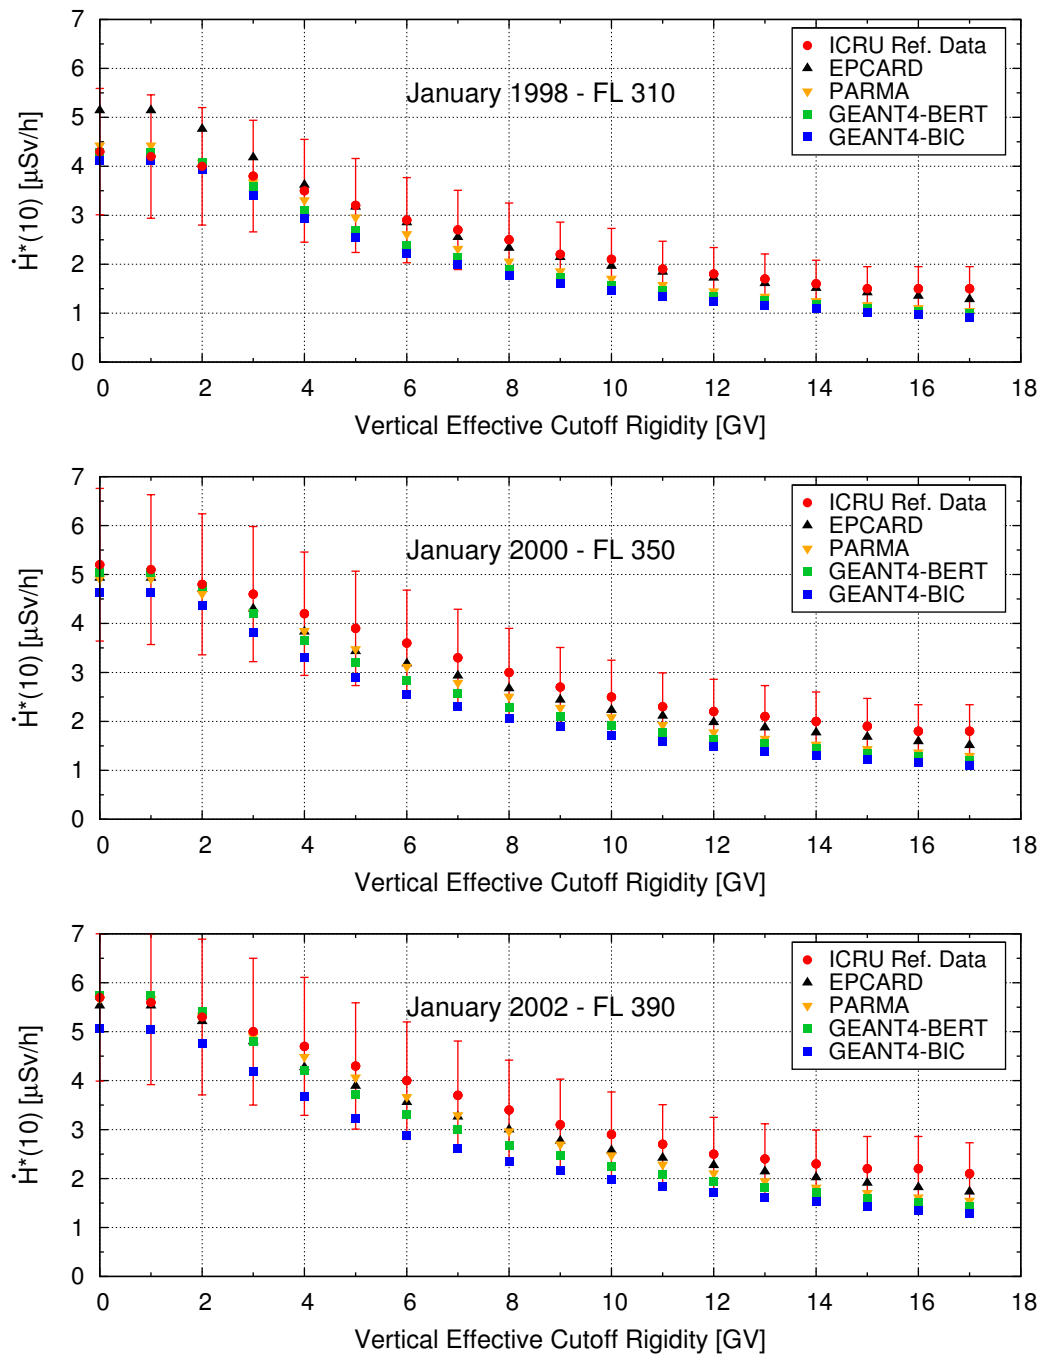 7
6
5
4
3
2
1
0
Ḣ*(10) [µSv/h]
January 1998 - FL 310
ICRU Ref. Data
EPCARD
PARMA
GEANT4-BERT
GEANT4-BIC
0 2 4 6 8 10 12 14 16 18
Vertical Effective Cutoff Rigidity [GV]
7
6
5
4
3
2
1
0
Ḣ*(10) [µSv/h]
January 2000 - FL 350
ICRU Ref. Data
EPCARD
PARMA
GEANT4-BERT
GEANT4-BIC
0 2 4 6 8 10 12 14 16 18
Vertical Effective Cutoff Rigidity [GV]
7
6
5
4
3
2
1
0
Ḣ*(10) [µSv/h]
January 2002 - FL 390
ICRU Ref. Data
EPCARD
PARMA
GEANT4-BERT
GEANT4-BIC
0 2 4 6 8 10 12 14 16 18
Vertical Effective Cutoff Rigidity [GV]